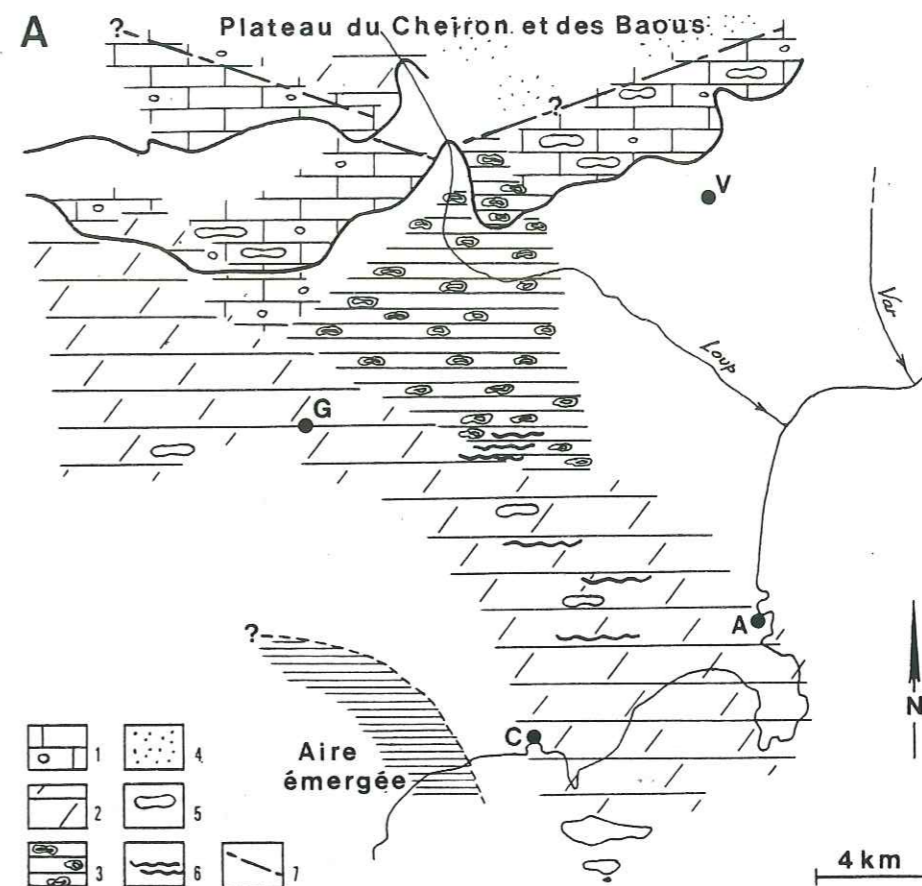 A
? Plateau du Cheiron et des Baous
?
V
Var
Loup
G
A
N
?
Aire
émergée
C
1
4
2
5
3
6
7
4 km